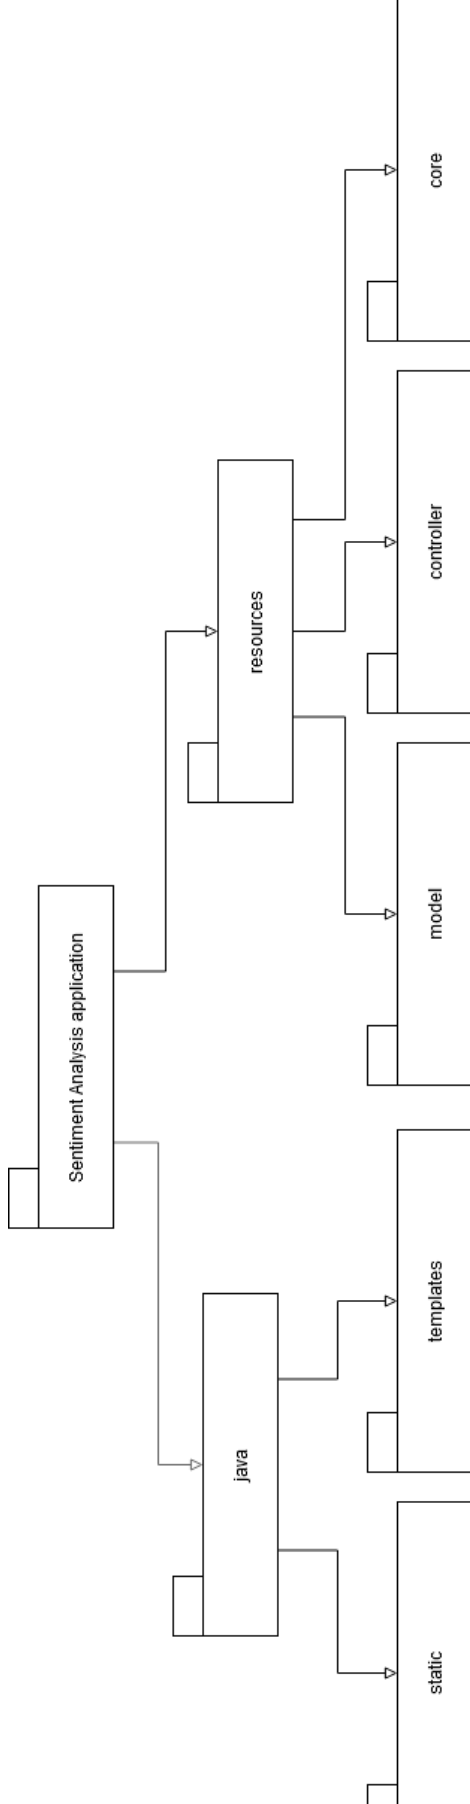 Sentiment Analysis application
java
resources
static
templates
model
controller
core